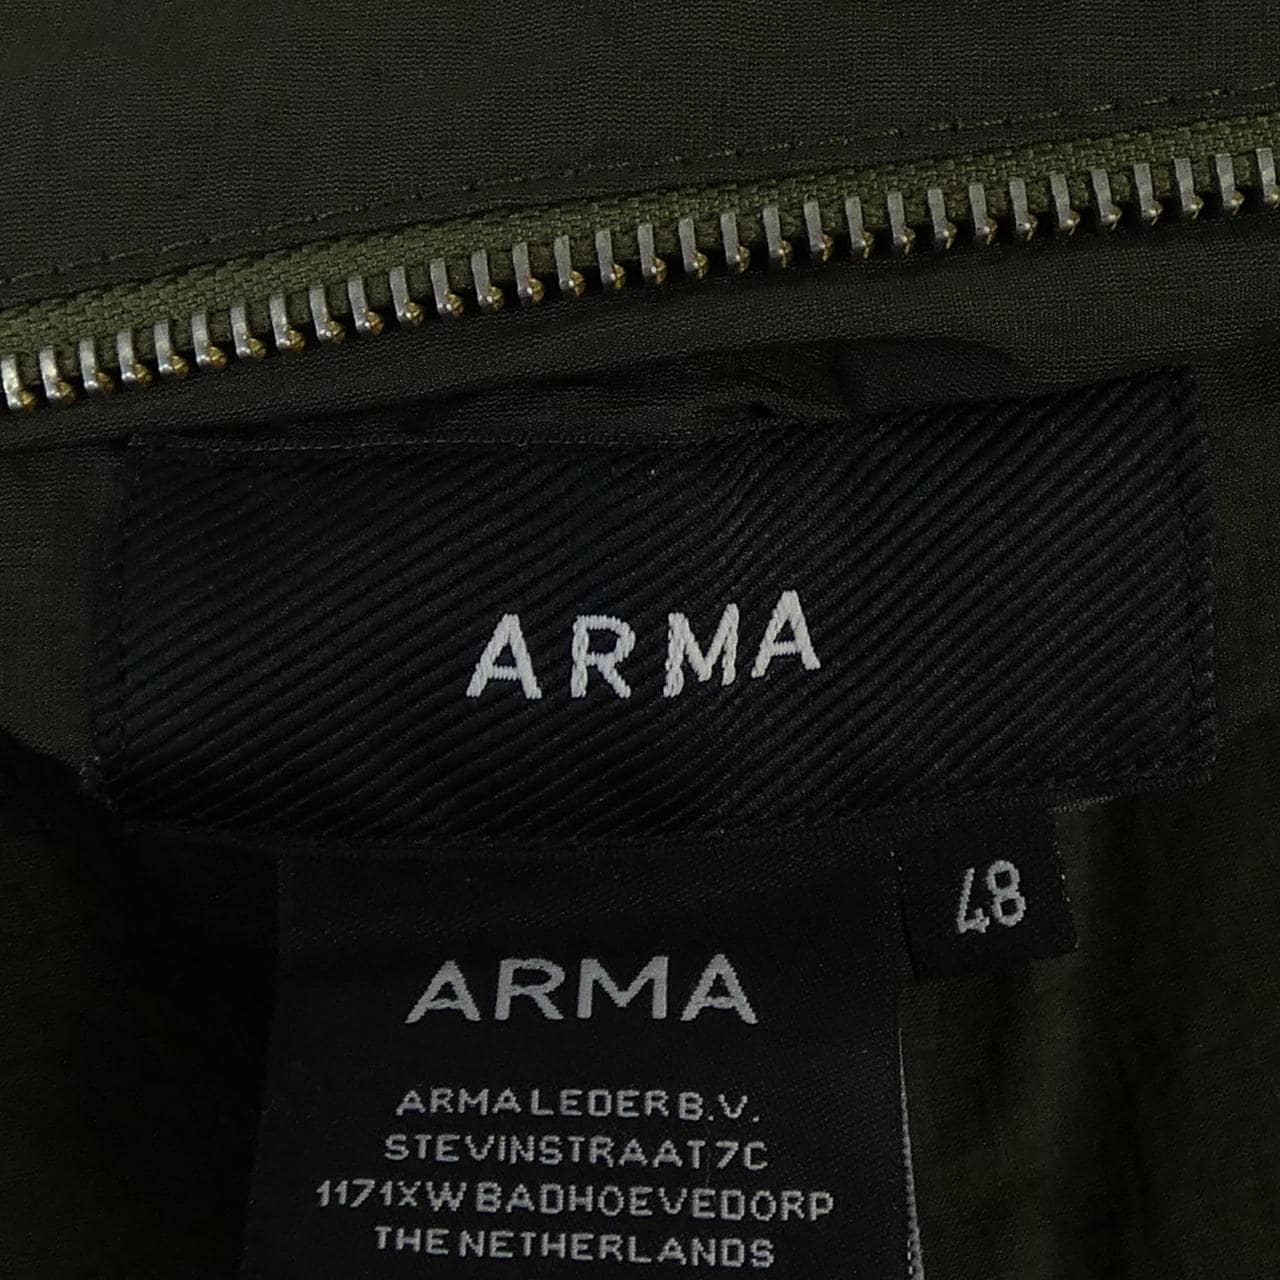 ARMA
48
ARMA
ARMA LEDER B.V.
STEVINSTRAAT 7C
1171XW BADHOEVEDORP
THE NETHERLANDS